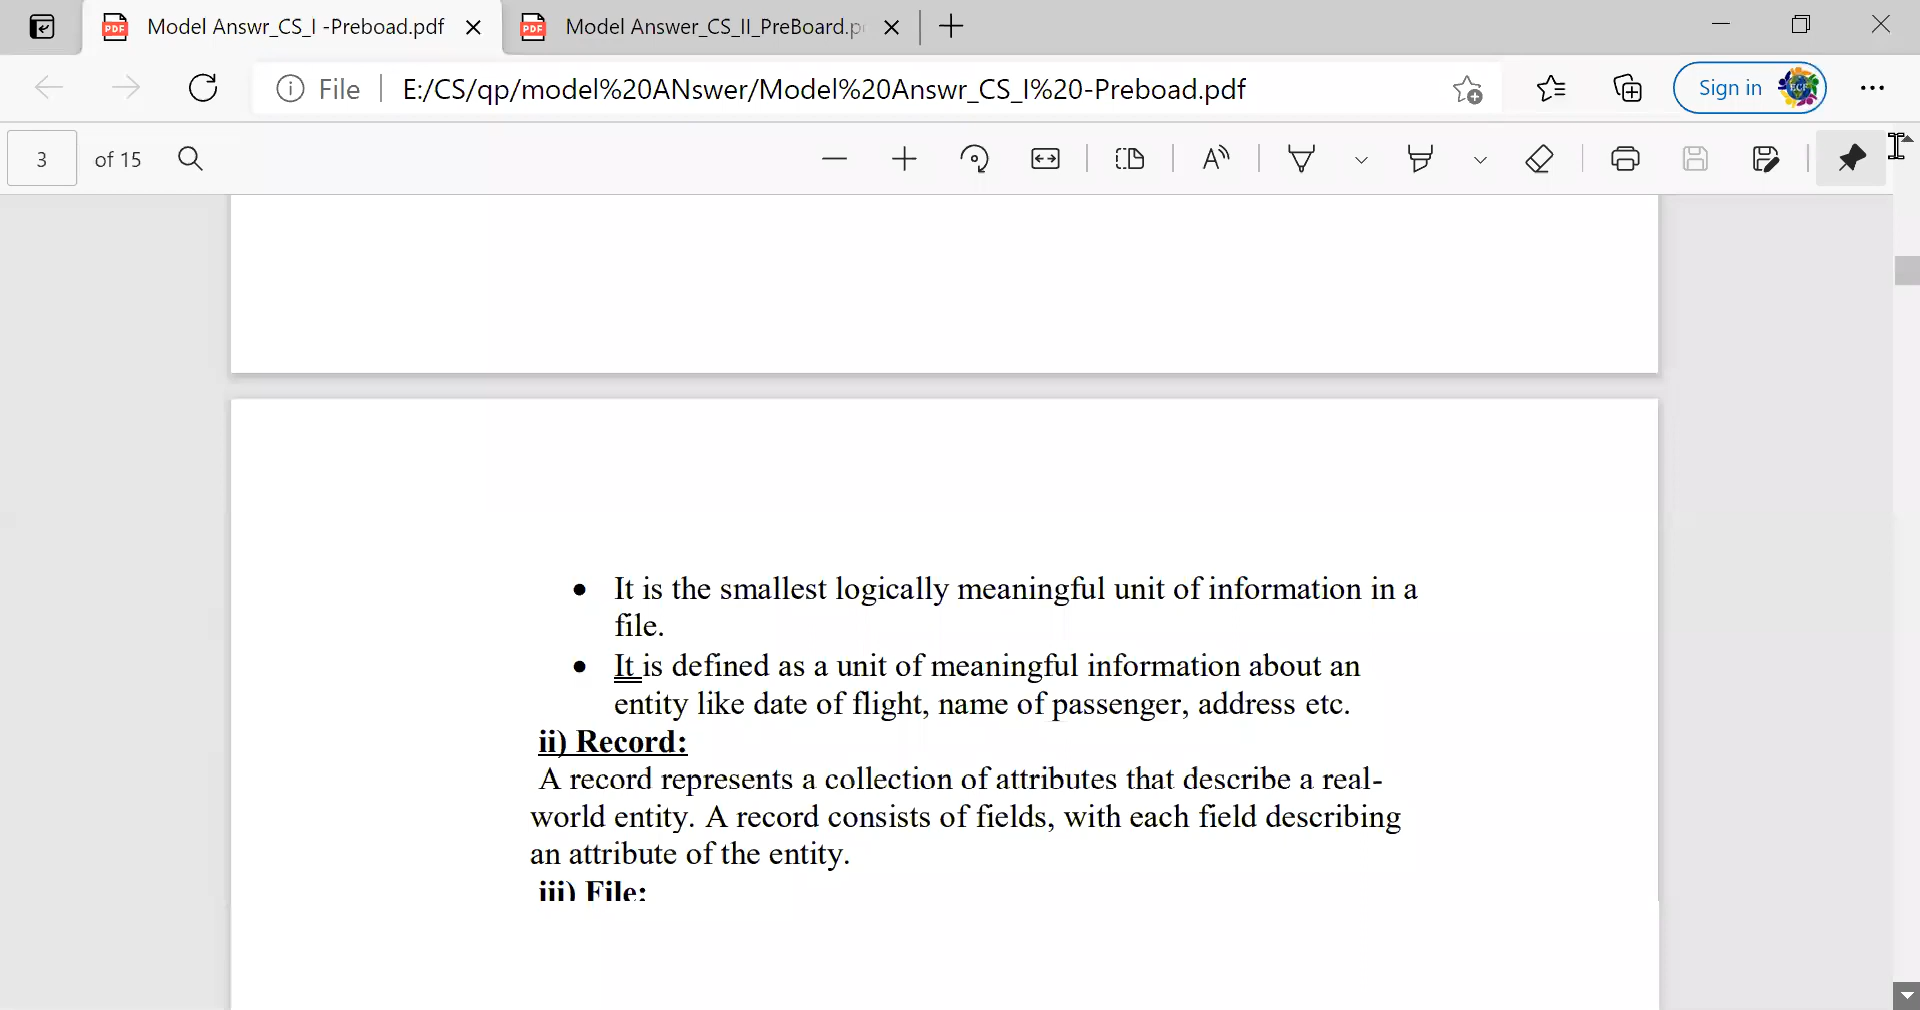 Model Answr_CS_I -Preboad.pdf
Model Answer_CS_II_PreBoard.p
File
E:/CS/qp/model%20ANswer/Model%20Answr_CS_I%20-Preboad.pdf
Sign in
3 of 15
• It is the smallest logically meaningful unit of information in a
file.
• It is defined as a unit of meaningful information about an
entity like date of flight, name of passenger, address etc.
ii) Record:
A record represents a collection of attributes that describe a real-
world entity. A record consists of fields, with each field describing
an attribute of the entity.
iii) File: